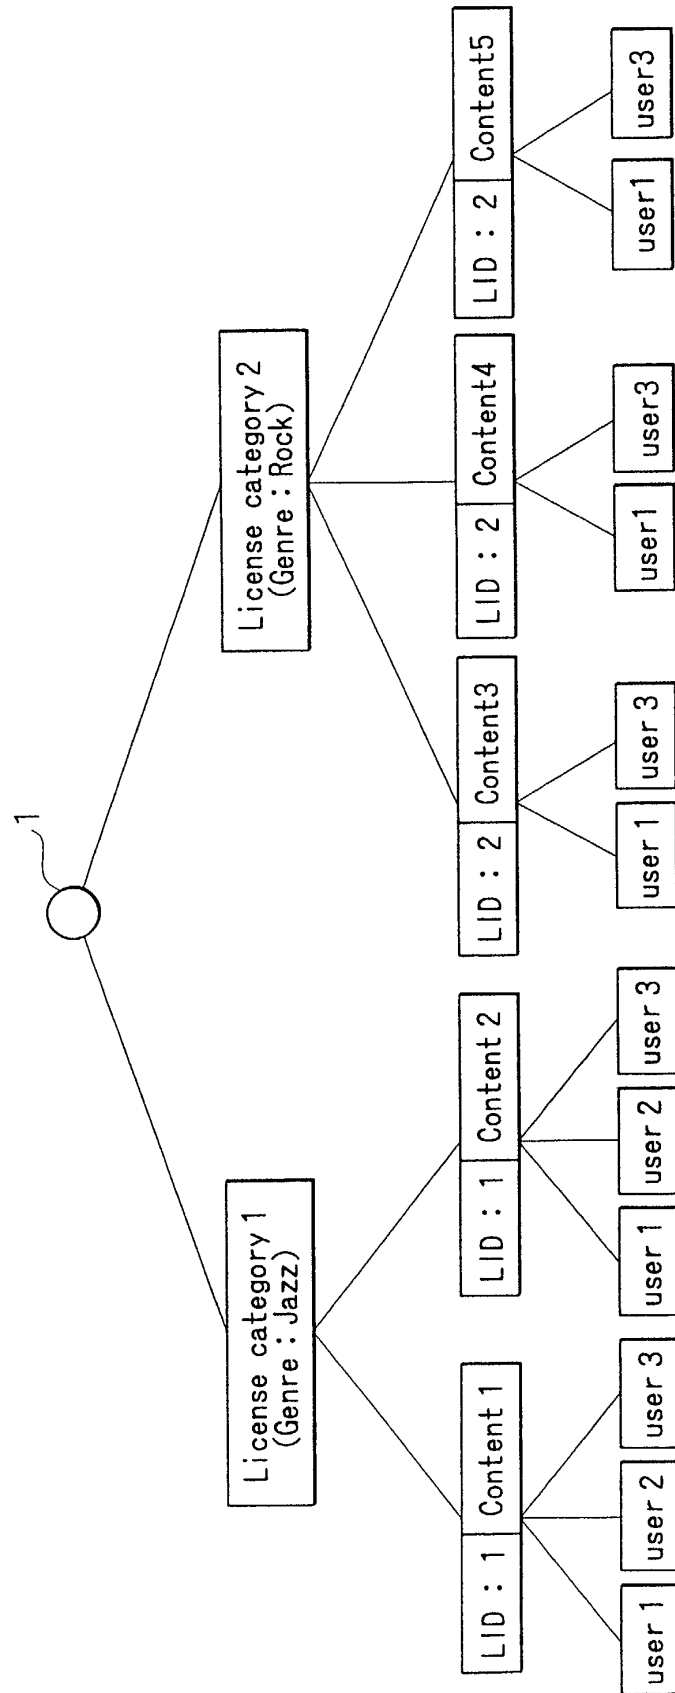 1
License category 1
(Genre : Jazz)
License category 2
(Genre : Rock)
LID : 1
Content 1
LID : 1
Content 2
LID : 2
Content3
LID : 2
Content4
LID : 2
Content5
user 1
user 2
user 3
user 1
user 2
user 3
user 1
user 3
user1
user3
user1
user3